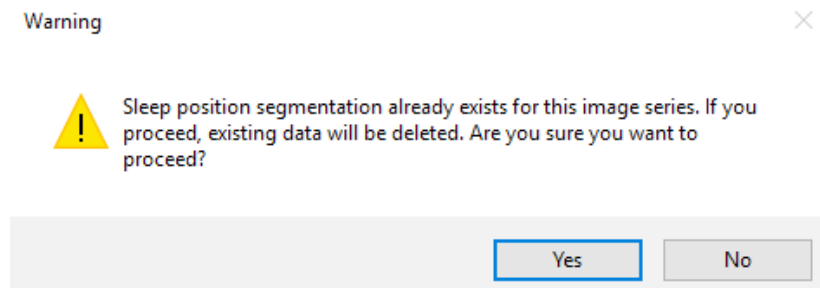 Warning
Sleep position segmentation already exists for this image series. If you
proceed, existing data will be deleted. Are you sure you want to
proceed?
Yes
No